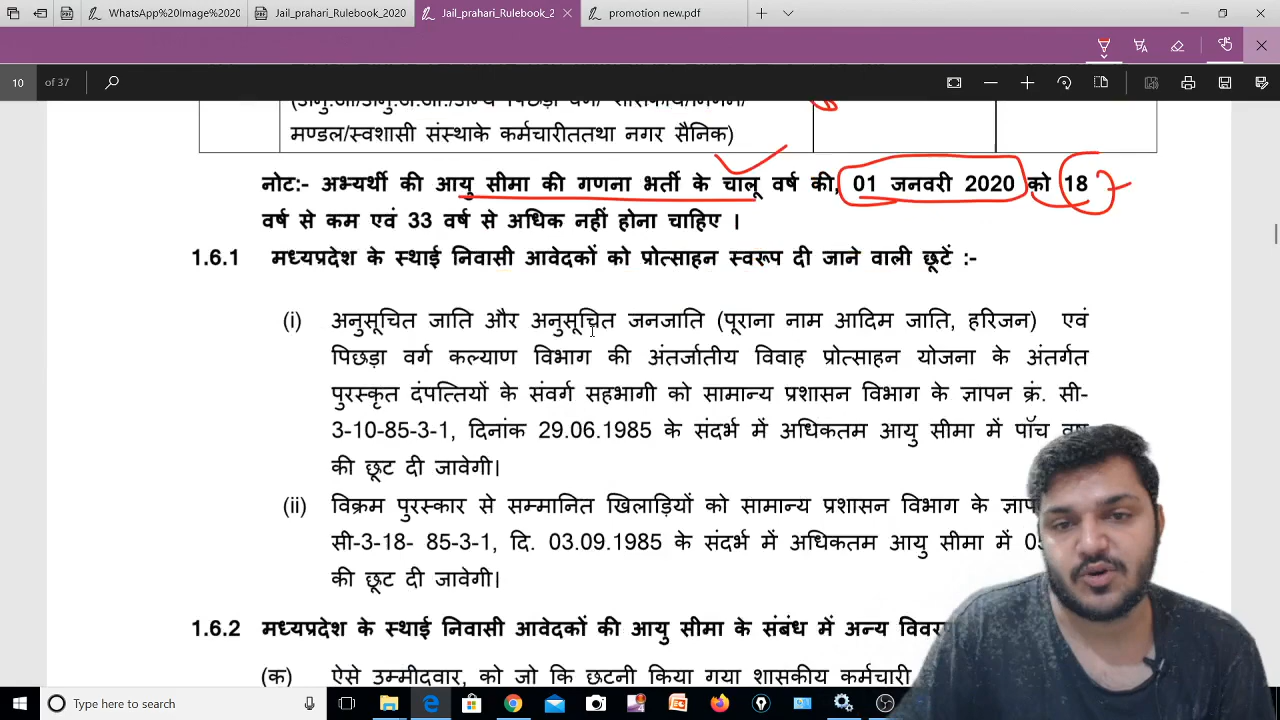 WhatsApp%20Image%2020
Jail_prahari_Rulebook_2020
Jail_prahari_Rulebook_2
promotion new.pdf
10 of 37
मण्डल/स्वशासी संस्थाके कर्मचारीततथा नगर सैनिक)
नोटः- अभ्यर्थी की आयु सीमा की गणना भर्ती के चालू वर्ष की, 01 जनवरी 2020 को 18
वर्ष से कम एवं 33 वर्ष से अधिक नहीं होना चाहिए ।
1.6.1 मध्यप्रदेश के स्थाई निवासी आवेदकों को प्रोत्साहन स्वरूप दी जाने वाली छूटें :-
(i) अनुसूचित जाति और अनुसूचित जनजाति (पूराना नाम आदिम जाति, हरिजन) एवं
पिछड़ा वर्ग कल्याण विभाग की अंतर्जातीय विवाह प्रोत्साहन योजना के अंतर्गत
पुरस्कृत दंपत्तियों के संवर्ग सहभागी को सामान्य प्रशासन विभाग के ज्ञापन क्रं. सी-
3-10-85-3-1, दिनांक 29.06.1985 के संदर्भ में अधिकतम आयु सीमा में पाँच वर्ष
की छूट दी जावेगी।
(ii) विक्रम पुरस्कार से सम्मानित खिलाड़ियों को सामान्य प्रशासन विभाग के
सी-3-18- 85-3-1, दि. 03.09.1985 के संदर्भ में अधिकतम आयु सीमा में
की छूट दी जावेगी।
1.6.2 मध्यप्रदेश के स्थाई निवासी आवेदकों की आयु सीमा के संबंध में अन्य
(क) ऐसे उम्मीदवार, को जो कि छटनी किया गया शासकीय कर्मचारी
Type here to search